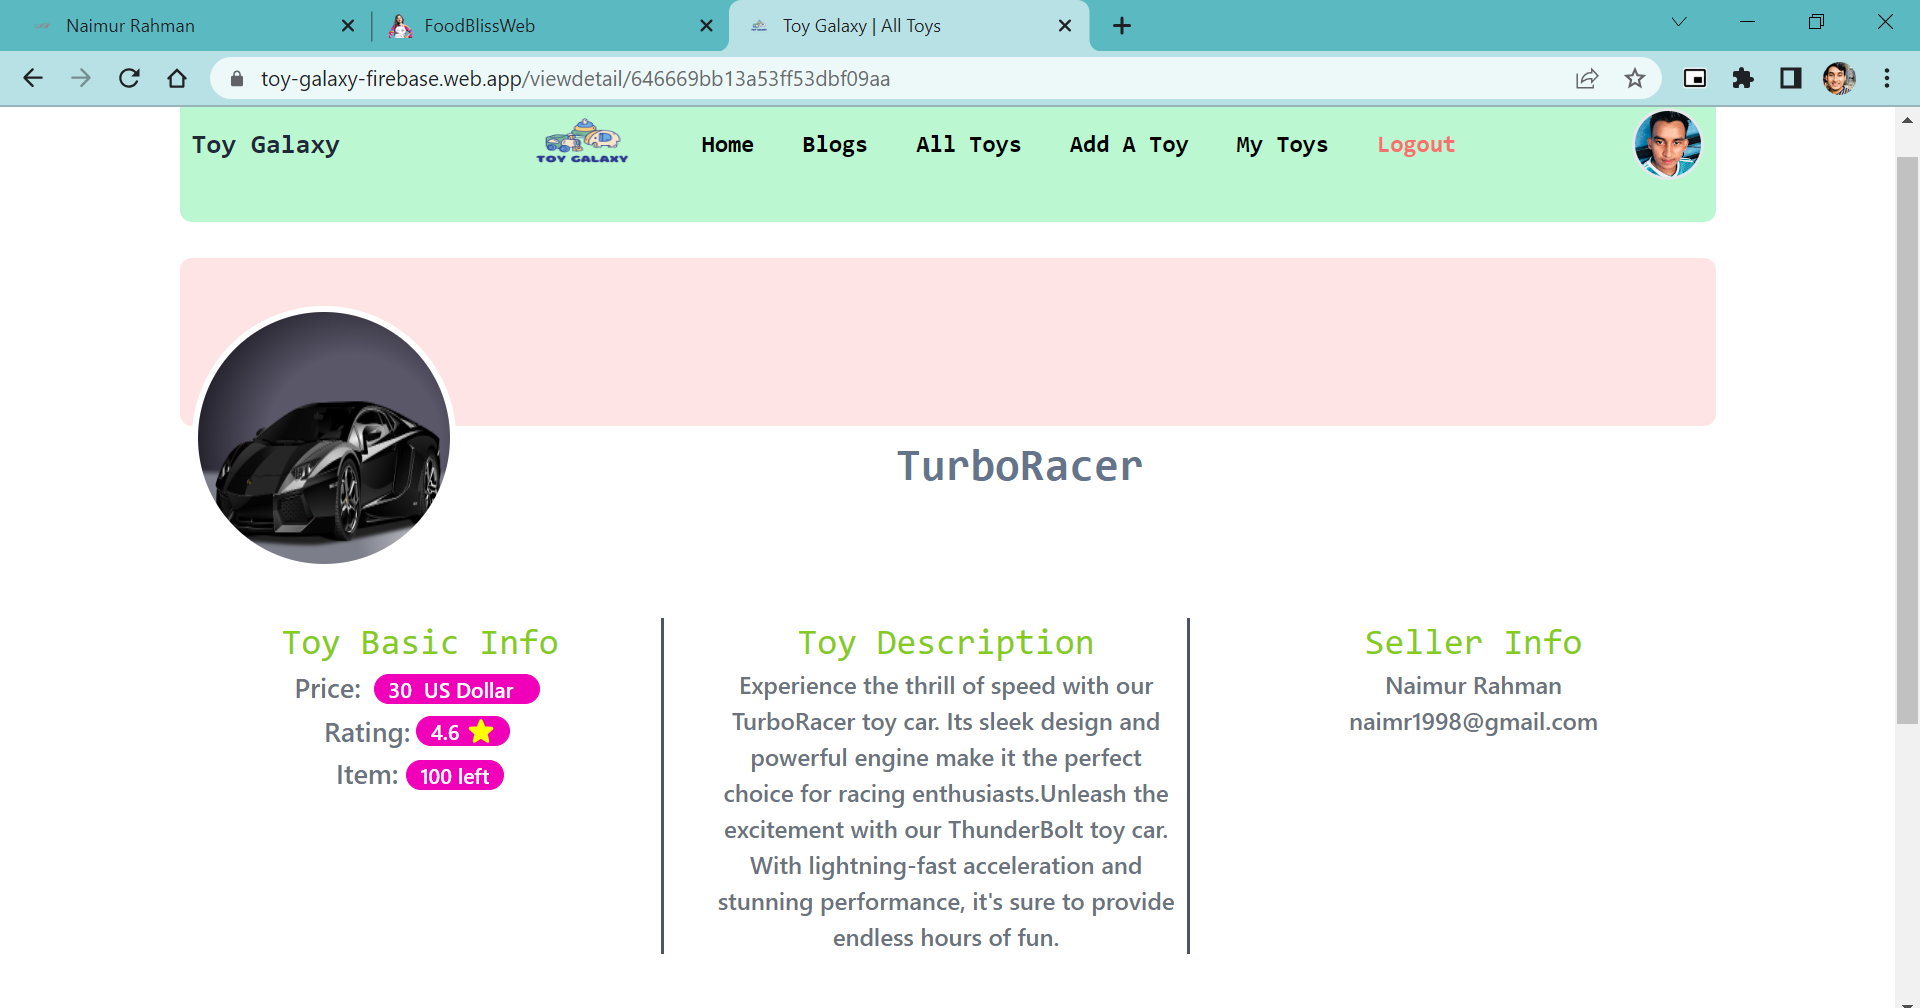 Naimur Rahman
FoodBlissWeb
Toy Galaxy | All Toys
toy-galaxy-firebase.web.app/viewdetail/646669bb13a53ff53dbf09aa
Toy Galaxy
TOY GALAXY
Home
Blogs
All Toys
Add A Toy
My Toys
Logout
TurboRacer
Toy Basic Info
Price: 30 US Dollar
Rating: 4.6
Item: 100 left
Toy Description
Experience the thrill of speed with our
TurboRacer toy car. Its sleek design and
powerful engine make it the perfect
choice for racing enthusiasts.Unleash the
excitement with our ThunderBolt toy car.
With lightning-fast acceleration and
stunning performance, it's sure to provide
endless hours of fun.
Seller Info
Naimur Rahman
naimr1998@gmail.com